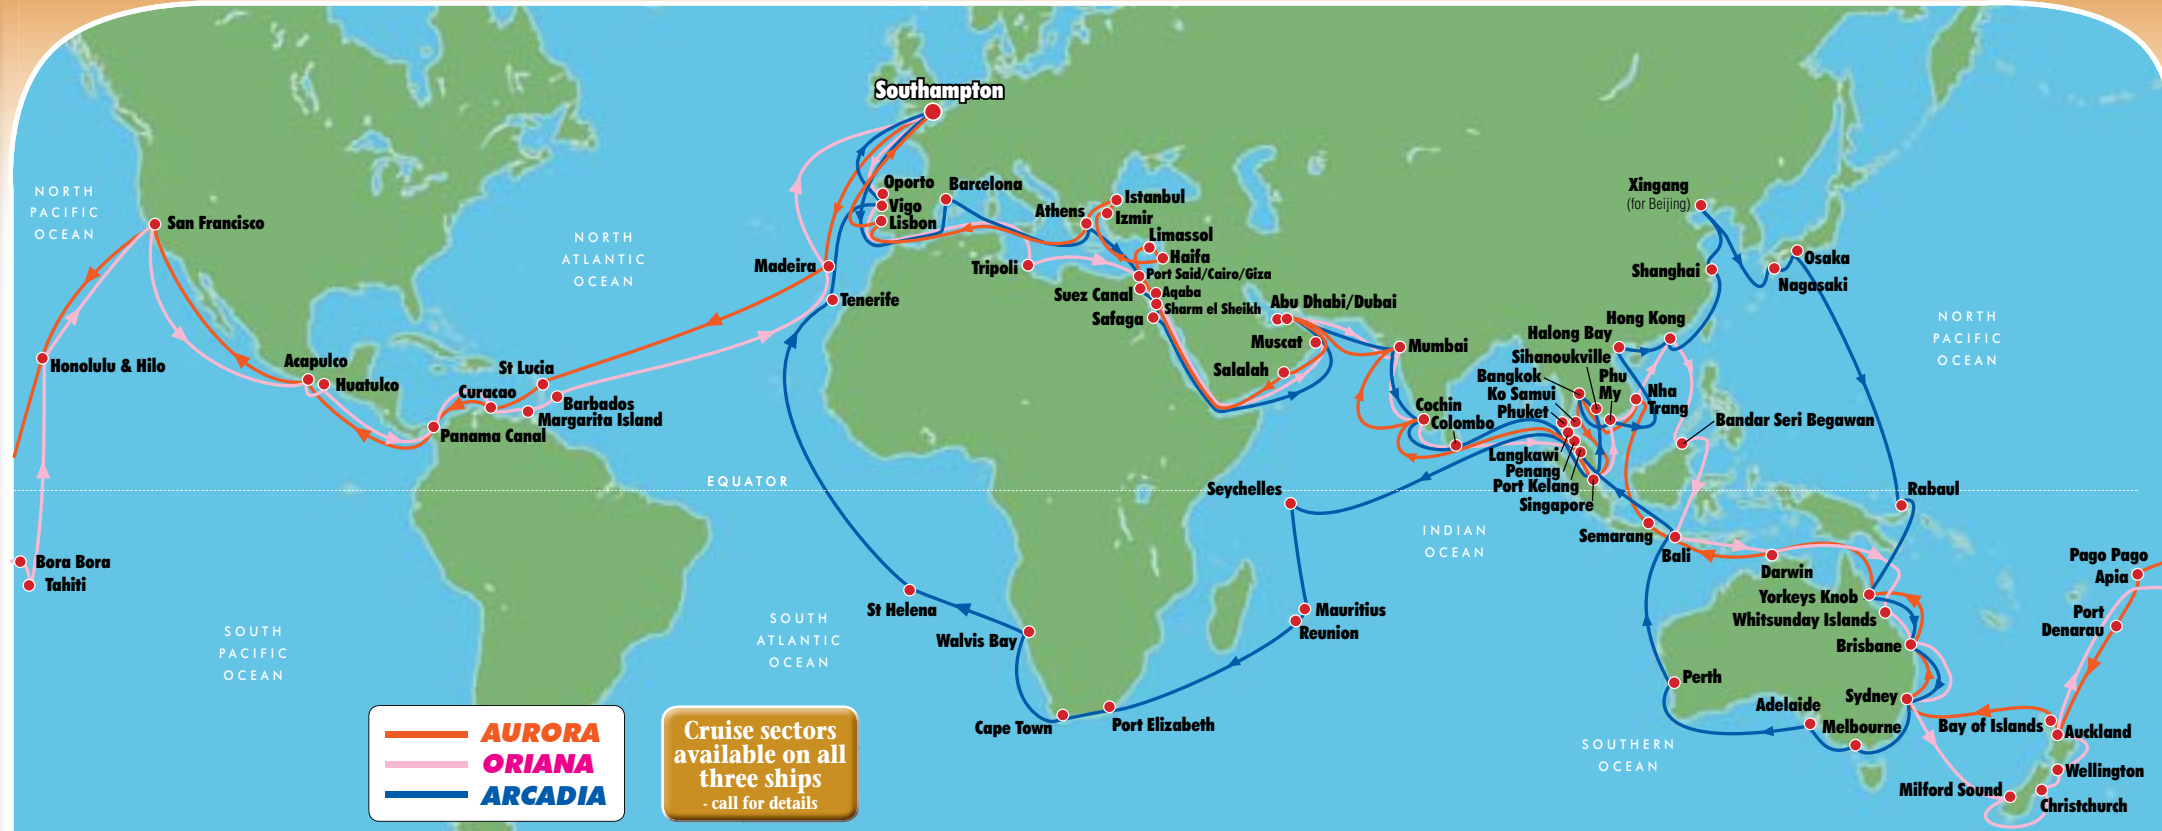 Southampton
Oporto
Vigo
Lisbon
Barcelona
Athens
Istanbul
Izmir
Limassol
Haifa
Tripoli
Port Said/Cairo/Giza
Suez Canal
Aqaba
Sharm el Sheikh
Safaga
Abu Dhabi/Dubai
Muscat
Salalah
Mumbai
Cochin
Colombo
Xingang
(for Beijing)
Shanghai
Osaka
Nagasaki
Hong Kong
Halong Bay
Sihanoukville
Bangkok
Phu
My
Ko Samui
Nha
Trang
Phuket
Bandar Seri Begawan
Langkawi
Penang
Port Kelang
Singapore
Semarang
Bali
Darwin
Rabaul
Yorkeys Knob
Whitsunday Islands
Brisbane
Sydney
Perth
Adelaide
Melbourne
Pago Pago
Apia
Port
Denarau
Bay of Islands
Auckland
Wellington
Milford Sound
Christchurch
NORTH
PACIFIC
OCEAN
San Francisco
NORTH
ATLANTIC
OCEAN
Madeira
Tenerife
Honolulu & Hilo
Acapulco
Huatulco
St Lucia
Curacao
Barbados
Margarita Island
Panama Canal
EQUATOR
Bora Bora
Tahiti
SOUTH
PACIFIC
OCEAN
SOUTH
ATLANTIC
OCEAN
St Helena
Walvis Bay
Cape Town
Port Elizabeth
Seychelles
Mauritius
Reunion
INDIAN
OCEAN
NORTH
PACIFIC
OCEAN
SOUTHERN
OCEAN
AURORA
ORIANA
ARCADIA
Cruise sectors
available on all
three ships
- call for details